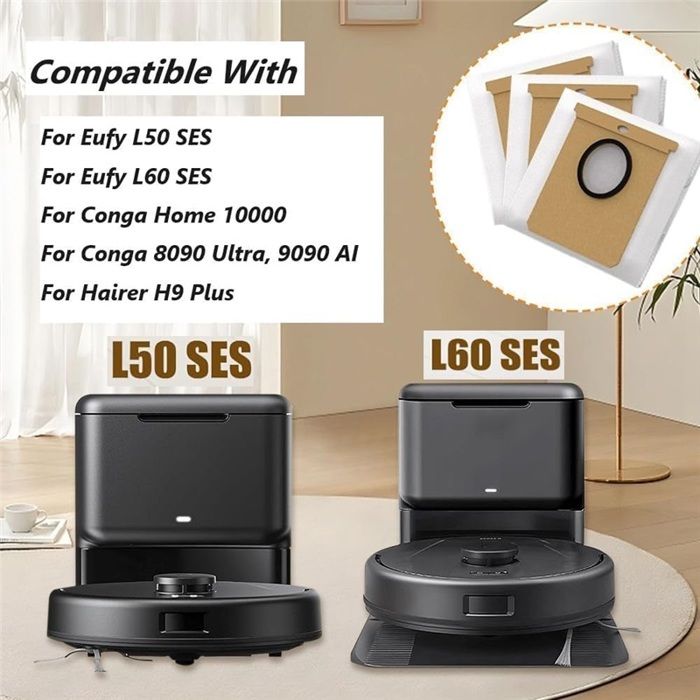 Compatible With
For Eufy L50 SES
For Eufy L60 SES
For Conga Home 10000
For Conga 8090 Ultra, 9090 AI
For Hairer H9 Plus
L50 SES
L60 SES